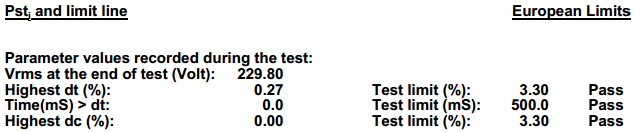 Pstj and limit line European Limits
Parameter values recorded during the test:
Vrms at the end of test (Volt): 229.80
Highest dt (%): 0.27 Test limit (%): 3.30 Pass
Time(mS) > dt: 0.0 Test limit (mS): 500.0 Pass
Highest dc (%): 0.00 Test limit (%): 3.30 Pass